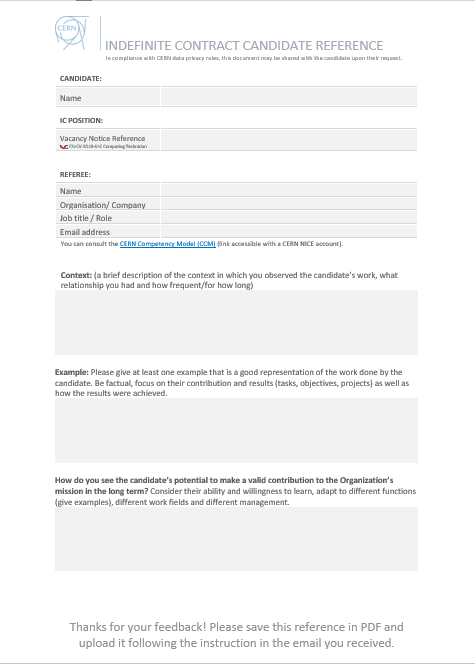 CERN
INDEFINITE CONTRACT CANDIDATE REFERENCE
In compliance with CERN data privacy rules, this document may be shared with the candidate upon their request.
CANDIDATE:
Name
IC POSITION:
Vacancy Notice Reference
Computing Technician
REFEREE:
Name
Organisation/ Company
Job title / Role
Email address
You can consult the CERN Competency Model (CCM) (link accessible with a CERN NICE account).
Context: (a brief description of the context in which you observed the candidate's work, what
relationship you had and how frequent/for how long)
Example: Please give at least one example that is a good representation of the work done by the
candidate. Be factual, focus on their contribution and results (tasks, objectives, projects) as well as
how the results were achieved.
How do you see the candidate's potential to make a valid contribution to the Organization's
mission in the long term? Consider their ability and willingness to learn, adapt to different functions
(give examples), different work fields and different management.
Thanks for your feedback! Please save this reference in PDF and
upload it following the instruction in the email you received.